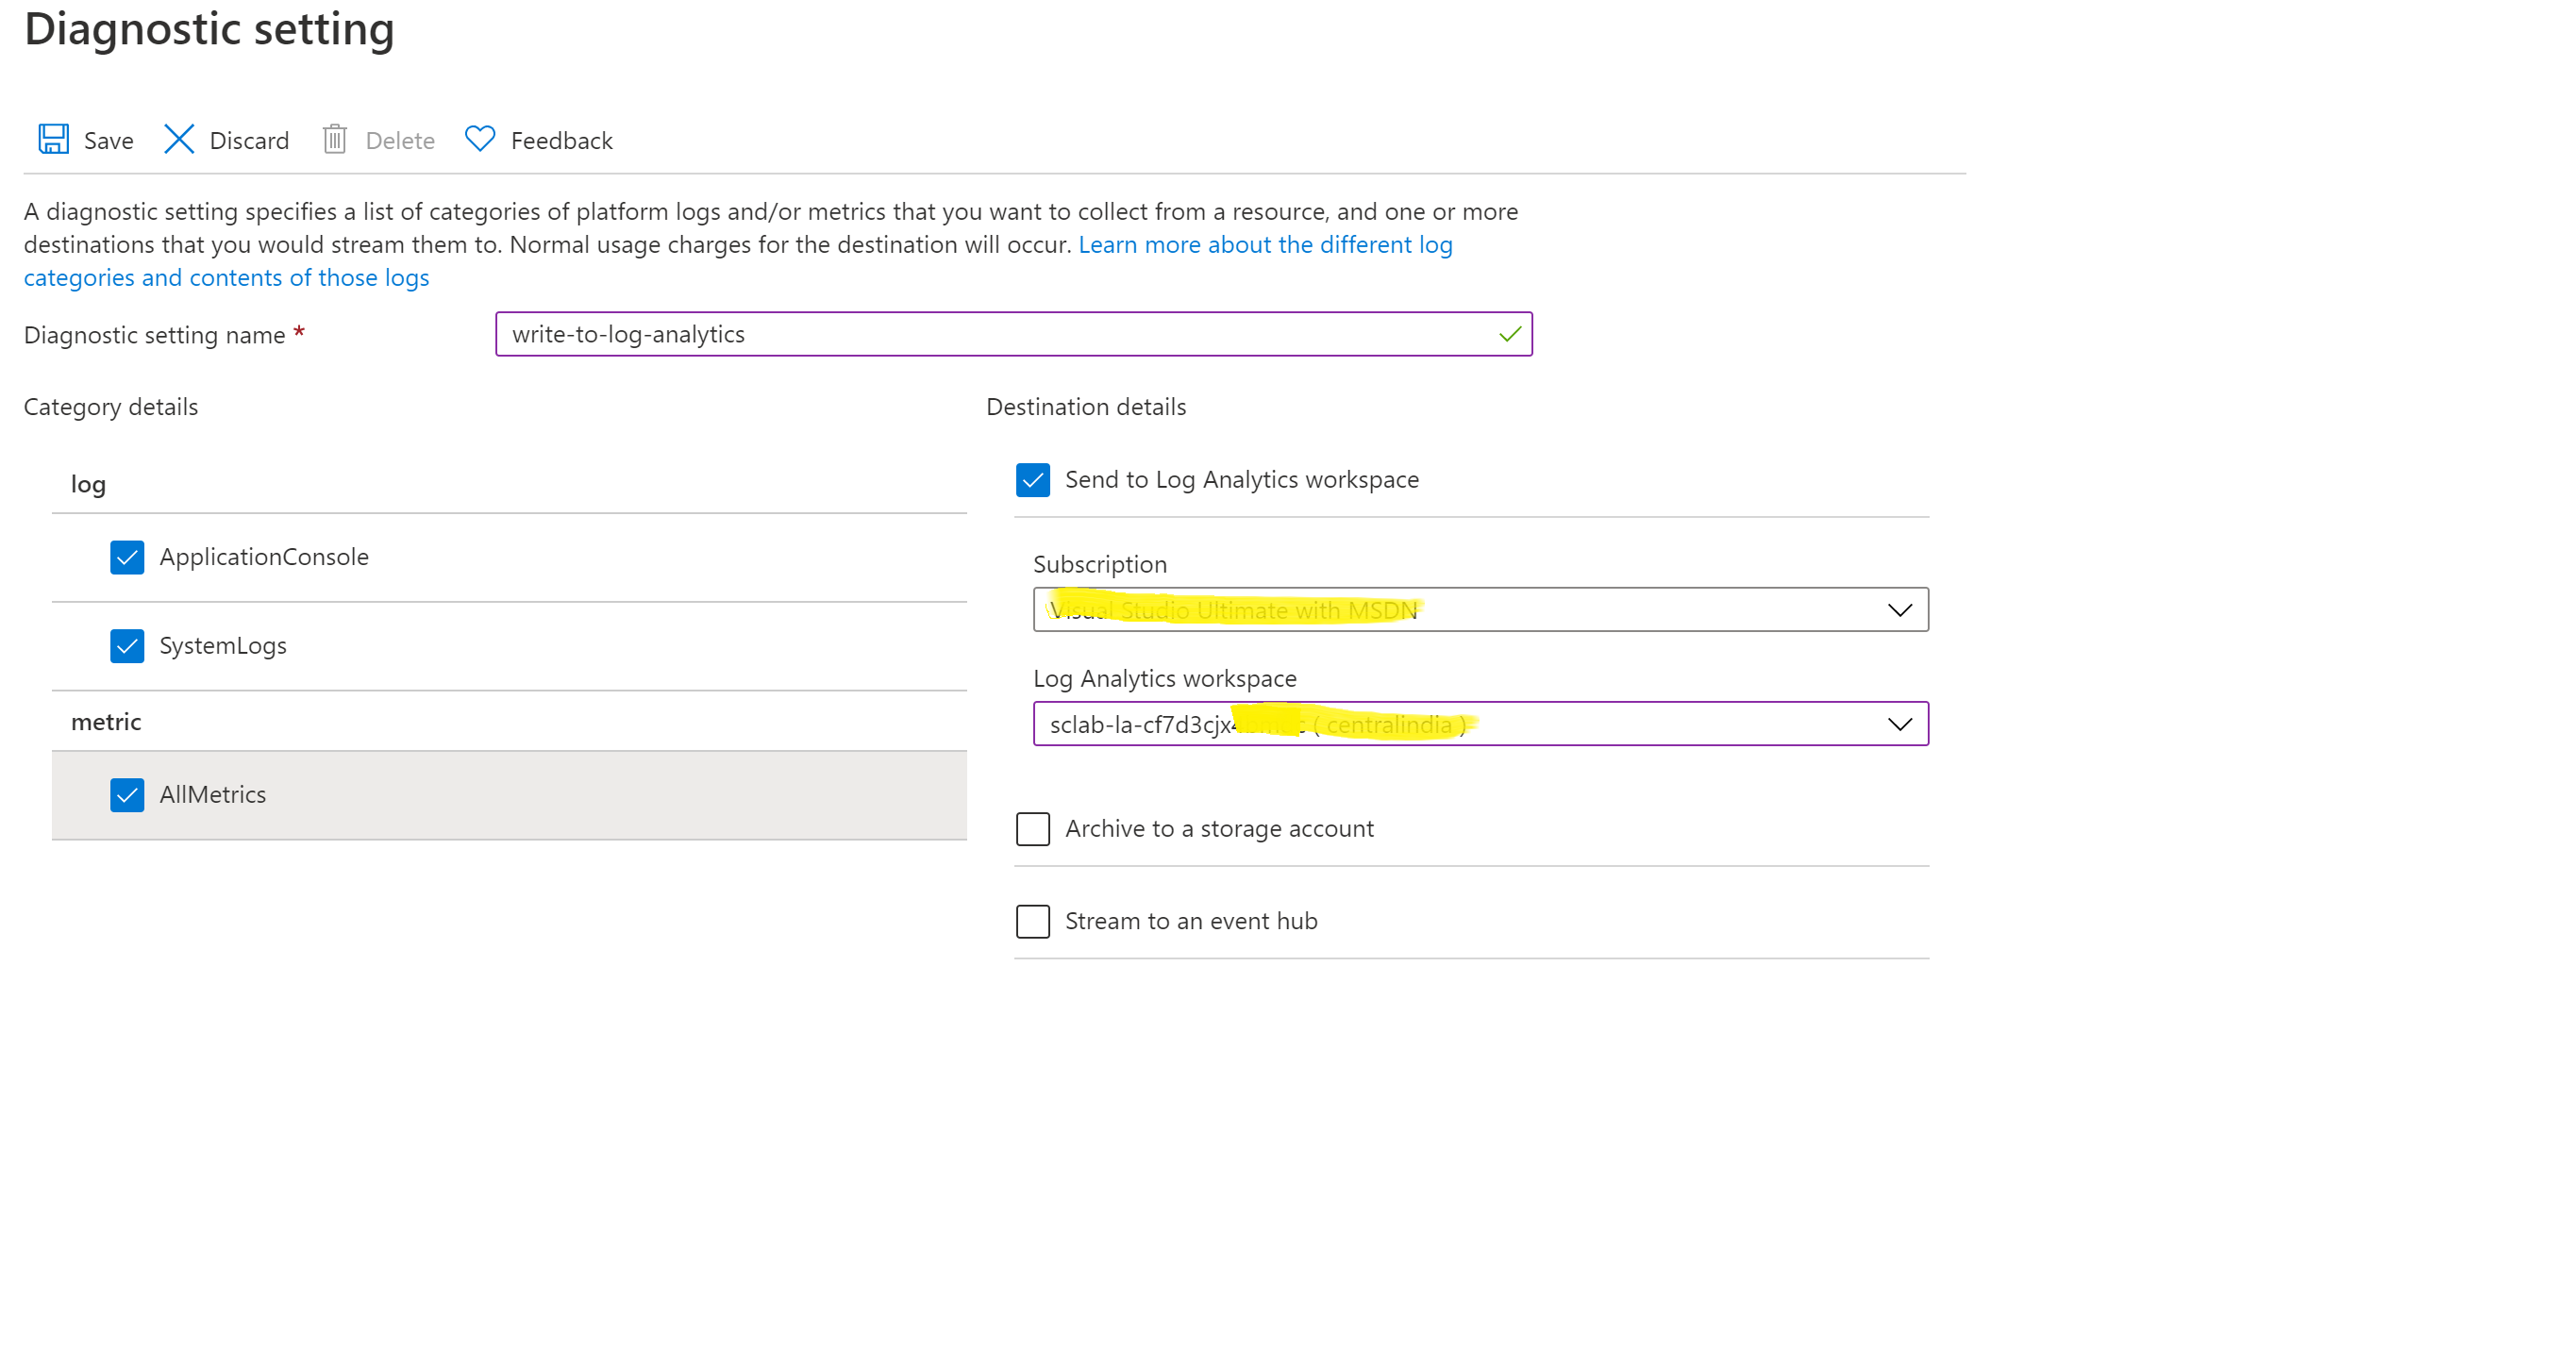 Diagnostic setting
Save Discard Delete Feedback
A diagnostic setting specifies a list of categories of platform logs and/or metrics that you want to collect from a resource, and one or more
destinations that you would stream them to. Normal usage charges for the destination will occur. Learn more about the different log
categories and contents of those logs
Diagnostic setting name *
write-to-log-analytics
Category details
log
ApplicationConsole
SystemLogs
metric
AllMetrics
Destination details
Send to Log Analytics workspace
Subscription
Visual Studio Ultimate with MSDN
Log Analytics workspace
( centralindia )
Archive to a storage account
Stream to an event hub